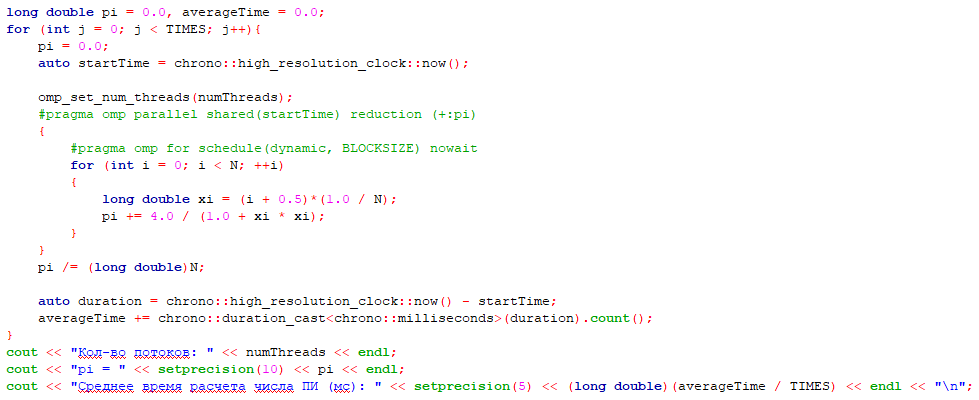 long double pi = 0.0, averageTime = 0.0;
for (int j = 0; j < TIMES; j++){
    pi = 0.0;
    auto startTime = chrono::high_resolution_clock::now();

    omp_set_num_threads(numThreads);
    #pragma omp parallel shared(startTime) reduction (+:pi)
    {
        #pragma omp for schedule(dynamic, BLOCKSIZE) nowait
        for (int i = 0; i < N; ++i)
        {
            long double xi = (i + 0.5)*(1.0 / N);
            pi += 4.0 / (1.0 + xi * xi);
        }
    }
    pi /= (long double)N;

    auto duration = chrono::high_resolution_clock::now() - startTime;
    averageTime += chrono::duration_cast<chrono::milliseconds>(duration).count();
}
cout << "Кол-во потоков: " << numThreads << endl;
cout << "pi = " << setprecision(10) << pi << endl;
cout << "Среднее время расчета числа ПИ (мс): " << setprecision(5) << (long double)(averageTime / TIMES) << endl << "\n";